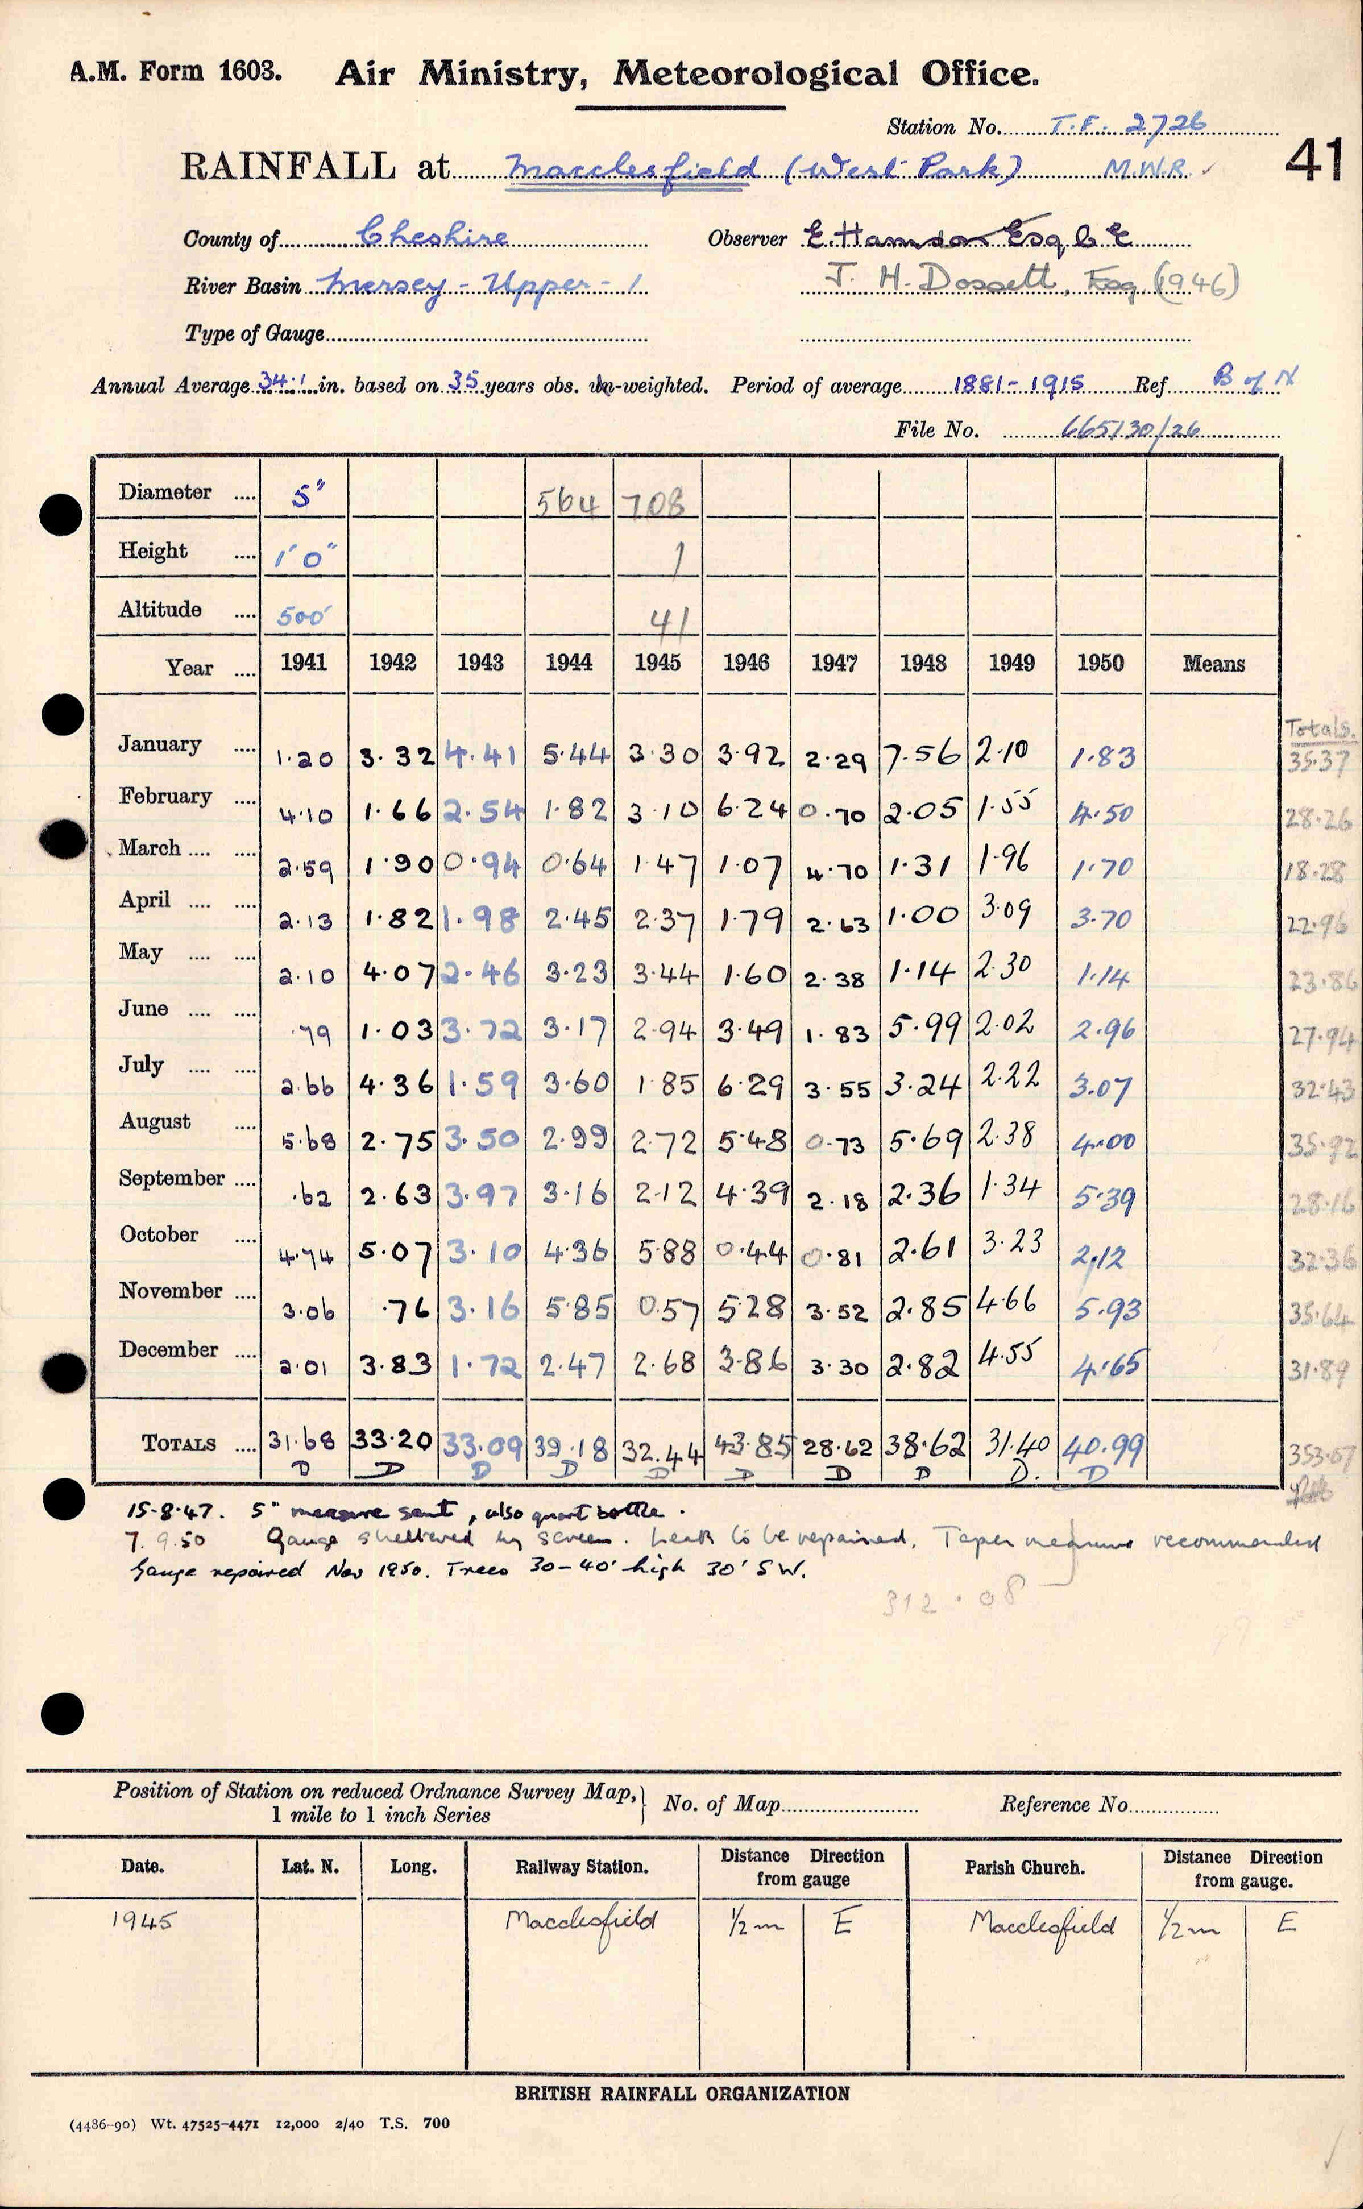 A.M. Form 1603. Air Ministry, Meteorological Office.
Station No. T.F. 2726
RAINFALL at Macclesfield (West Park) M.W.R. ✓ 41
County of Cheshire Observer E. Esq C E
River Basin Mersey - Upper - 1 J. H. Dossett, Esq (1946)
Type of Gauge
Annual Average 34.1 in. based on 35 years obs. un-weighted. Period of average 1881-1915 Ref B of N
File No. 665130/26
Diameter .... 5" 564 708
Height .... 1'0" 1
Altitude .... 500' 41
Year .... 1941 1942 1943 1944 1945 1946 1947 1948 1949 1950 Means
Totals.
January .... 1.20 3.32 4.41 5.44 3.30 3.92 2.29 7.56 2.10 1.83 35.37
February .... 4.10 1.66 2.54 1.82 3.10 6.24 0.70 2.05 1.55 4.50 28.26
March .... .... 2.59 1.90 0.94 0.64 1.47 1.07 4.70 1.31 1.96 1.70 18.28
April .... .... 2.13 1.82 1.98 2.45 2.37 1.79 2.63 1.00 3.09 3.70 22.96
May .... .... 2.10 4.07 2.46 3.23 3.44 1.60 2.38 1.14 2.30 1.14 23.86
June .... .... .79 1.03 3.72 3.17 2.94 3.49 1.83 5.99 2.02 2.96 27.94
July .... .... 2.66 4.36 1.59 3.60 1.85 6.29 3.55 3.24 2.22 3.07 32.43
August .... 5.68 2.75 3.50 2.99 2.72 5.48 0.73 5.69 2.38 4.00 35.92
September .... .62 2.63 3.97 3.16 2.12 4.39 2.18 2.36 1.34 5.39 28.16
October .... 4.74 5.07 3.10 4.36 5.88 0.44 0.81 2.61 3.23 2.12 32.36
November .... 3.06 .76 3.16 5.85 0.57 5.28 3.52 2.85 4.66 5.93 35.64
December .... 2.01 3.83 1.72 2.47 2.68 3.86 3.30 2.82 4.55 4.65 31.89
TOTALS .... 31.68 33.20 33.09 39.18 32.44 43.85 28.62 38.62 31.40 40.99 353.07
D D D D D D D D D. D
15.8.47. 5" measure sent, also quart bottle.
7.9.50 Gauge sheltered by screen. Leak to be repaired. Taper measure recommended
Gauge repaired Nov 1950. Trees 30-40' high 30' SW.
312.08
Position of Station on reduced Ordnance Survey Map, No. of Map Reference No
1 mile to 1 inch Series
Date. Lat. N. Long. Railway Station. Distance Direction from gauge Parish Church. Distance Direction from gauge.
1945 Macclesfield ½ m E Macclesfield ½ m E
BRITISH RAINFALL ORGANIZATION
(4486-90) Wt. 47525-4471 12,000 2/40 T.S. 700